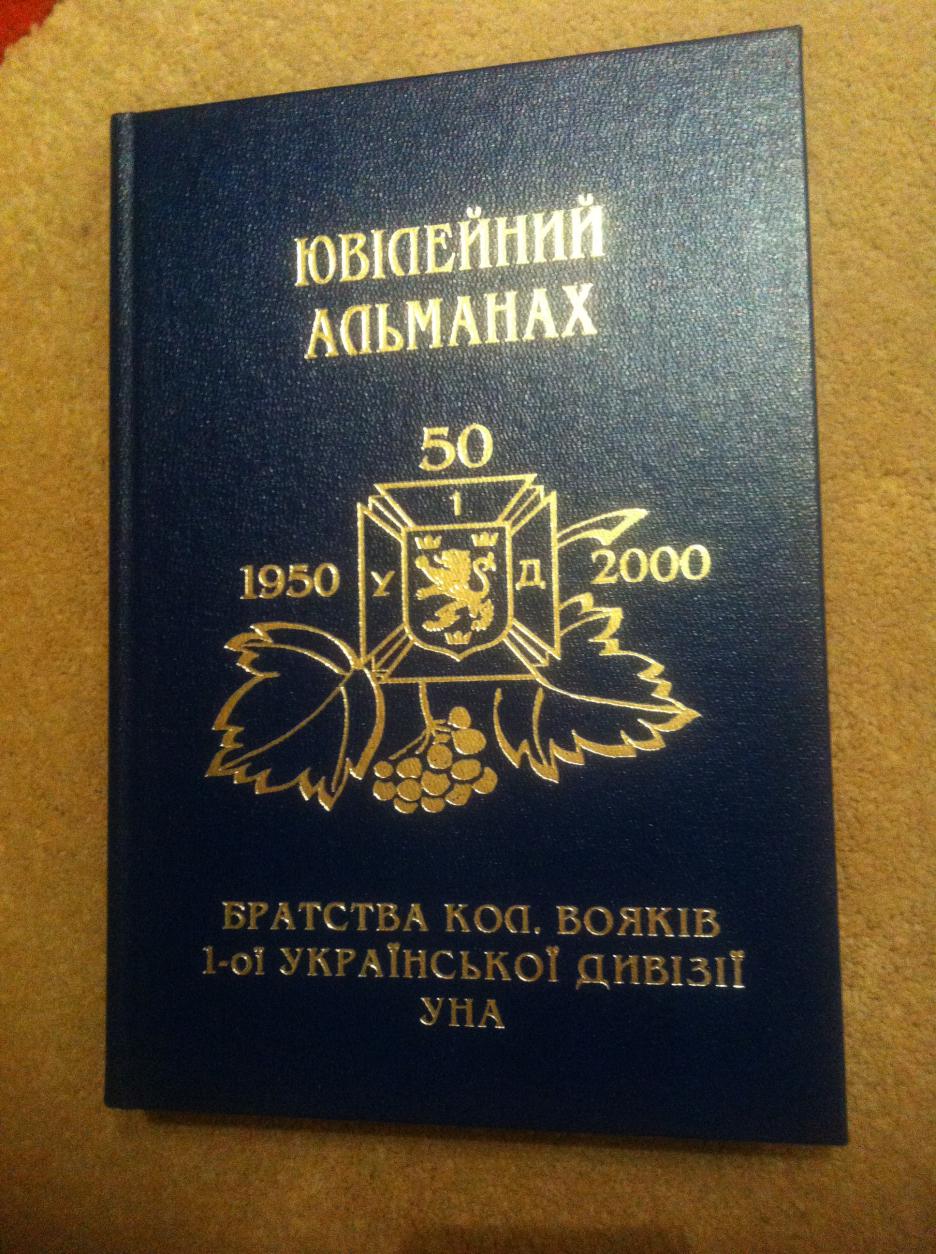 ЮВІЛЕЙНИЙ
АЛЬМАНАХ
50
1
1950 У Д 2000
БРАТСТВА КОЛ. ВОЯКІВ
1-ої УКРАЇНСЬКОЇ ДИВІЗІЇ
УНА